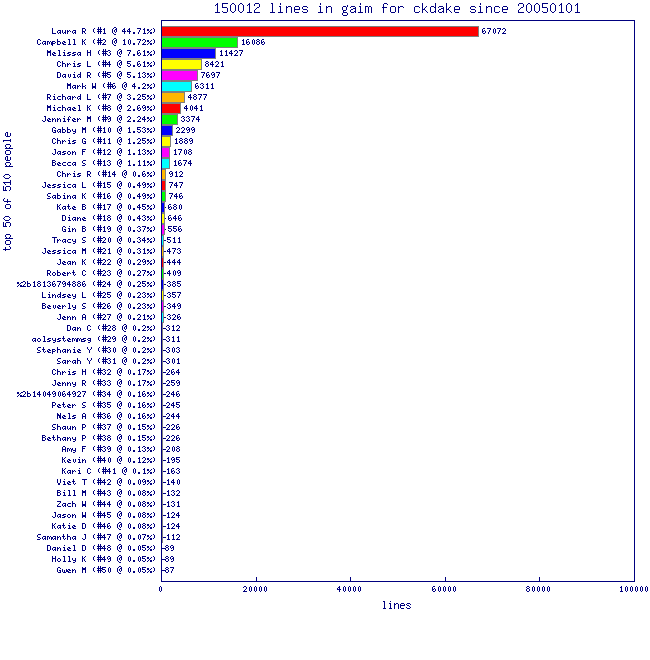 150012 lines in gaim for ckdake since 20050101
top 50 of 510 people
Laura R (#1 @ 44.71%) 67072
Campbell K (#2 @ 10.72%) 16086
Melissa H (#3 @ 7.61%) 11427
Chris L (#4 @ 5.61%) 8421
David R (#5 @ 5.13%) 7697
Mark W (#6 @ 4.2%) 6311
Richard L (#7 @ 3.25%) 4877
Michael K (#8 @ 2.69%) 4041
Jennifer M (#9 @ 2.24%) 3374
Gabby M (#10 @ 1.53%) 2299
Chris G (#11 @ 1.25%) 1889
Jason F (#12 @ 1.13%) 1708
Becca S (#13 @ 1.11%) 1674
Chris R (#14 @ 0.6%) 912
Jessica L (#15 @ 0.49%) 747
Sabina K (#16 @ 0.49%) 746
Kate B (#17 @ 0.45%) 680
Diane (#18 @ 0.43%) 646
Gin B (#19 @ 0.37%) 556
Tracy S (#20 @ 0.34%) 511
Jessica M (#21 @ 0.31%) 473
Jean K (#22 @ 0.29%) 444
Robert C (#23 @ 0.27%) 409
%2b18136794886 (#24 @ 0.25%) 385
Lindsey L (#25 @ 0.23%) 357
Beverly S (#26 @ 0.23%) 349
Jenn A (#27 @ 0.21%) 326
Dan C (#28 @ 0.2%) 312
aolsystemmsg (#29 @ 0.2%) 311
Stephanie Y (#30 @ 0.2%) 303
Sarah Y (#31 @ 0.2%) 301
Chris H (#32 @ 0.17%) 264
Jenny R (#33 @ 0.17%) 259
%2b14049064927 (#34 @ 0.16%) 246
Peter S (#35 @ 0.16%) 245
Nels A (#36 @ 0.16%) 244
Shaun P (#37 @ 0.15%) 226
Bethany P (#38 @ 0.15%) 226
Amy F (#39 @ 0.13%) 208
Kevin (#40 @ 0.12%) 195
Kari C (#41 @ 0.1%) 163
Viet T (#42 @ 0.09%) 140
Bill M (#43 @ 0.08%) 132
Zach W (#44 @ 0.08%) 131
Jason W (#45 @ 0.08%) 124
Katie D (#46 @ 0.08%) 124
Samantha J (#47 @ 0.07%) 112
Daniel D (#48 @ 0.05%) 89
Holly K (#49 @ 0.05%) 89
Gwen M (#50 @ 0.05%) 87
0 20000 40000 60000 80000 100000
lines